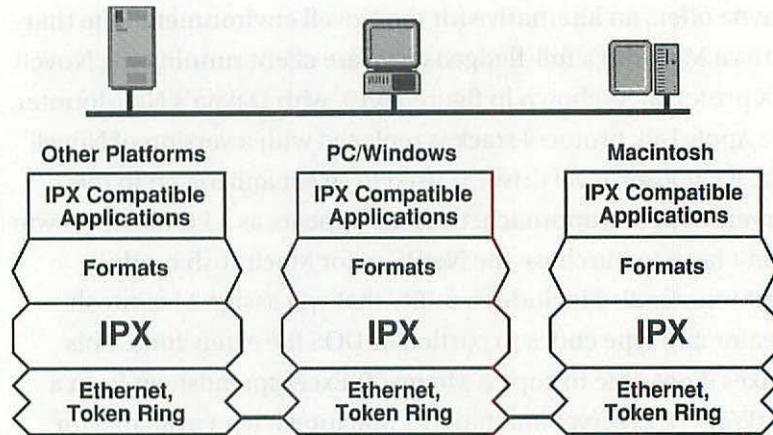 Other Platforms
PC/Windows
Macintosh
IPX Compatible
Applications
IPX Compatible
Applications
IPX Compatible
Applications
Formats
Formats
Formats
IPX
IPX
IPX
Ethernet,
Token Ring
Ethernet,
Token Ring
Ethernet,
Token Ring